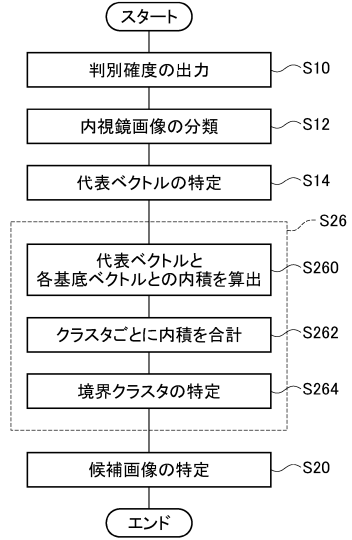 スタート
判別確度の出力
S10
内視鏡画像の分類
S12
代表ベクトルの特定
S14
S26
代表ベクトルと
各基底ベクトルとの内積を算出
S260
クラスタごとに内積を合計
S262
境界クラスタの特定
S264
候補画像の特定
S20
エンド